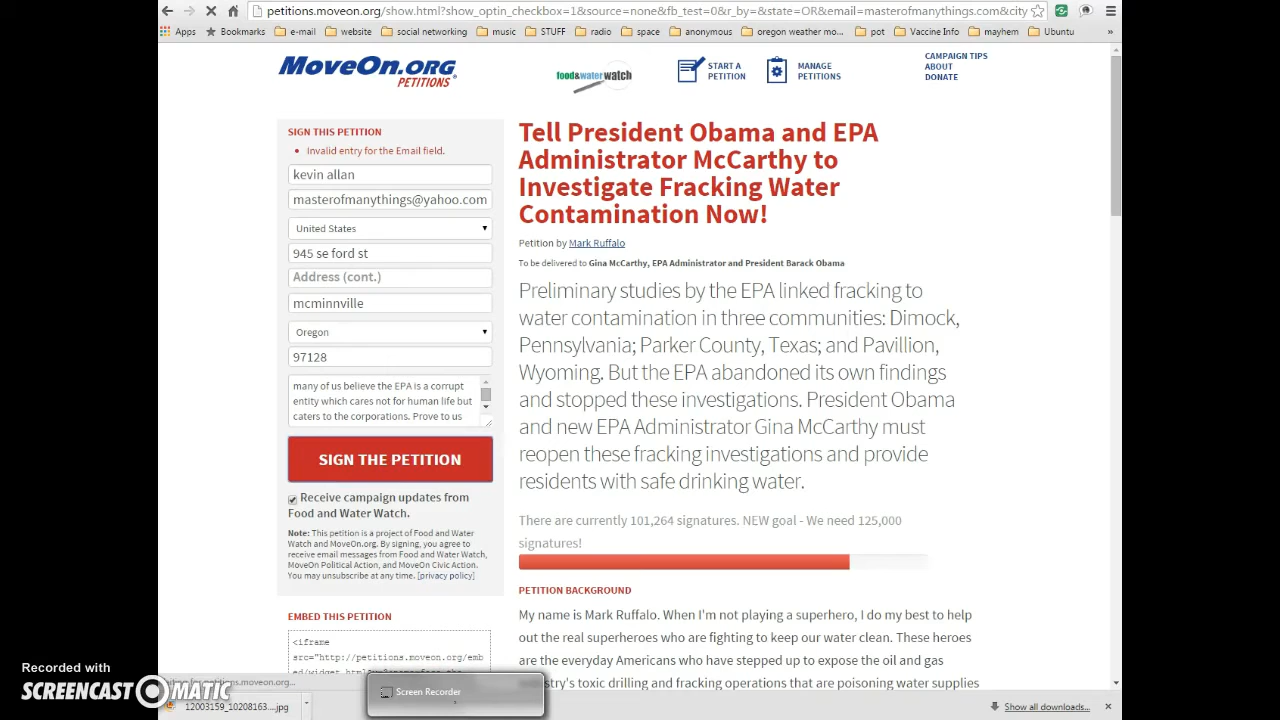 petitions.moveon.org/show.html?show_optin_checkbox=1&source=none&fb_test=0&r_by=&state=OR&email=masterofmanythings.com&city
Apps Bookmarks e-mail website social networking music STUFF radio space anonymous oregon weather mo... pot Vaccine Info mayhem Ubuntu »
MoveOn.ORG
PETITIONS
food&waterwatch
START A
PETITION
MANAGE
PETITIONS
CAMPAIGN TIPS
ABOUT
DONATE
SIGN THIS PETITION
• Invalid entry for the Email field.
kevin allan
masterofmanythings@yahoo.com
United States
945 se ford st
Address (cont.)
mcminnville
Oregon
97128
many of us believe the EPA is a corrupt
entity which cares not for human life but
caters to the corporations. Prove to us
SIGN THE PETITION
Receive campaign updates from
Food and Water Watch.
Note: This petition is a project of Food and Water
Watch and MoveOn.org. By signing, you agree to
receive email messages from Food and Water Watch,
MoveOn Political Action, and MoveOn Civic Action.
You may unsubscribe at any time. [privacy policy]
EMBED THIS PETITION
<iframe
src="http://petitions.moveon.org/emb
Tell President Obama and EPA
Administrator McCarthy to
Investigate Fracking Water
Contamination Now!
Petition by Mark Ruffalo
To be delivered to Gina McCarthy, EPA Administrator and President Barack Obama
Preliminary studies by the EPA linked fracking to
water contamination in three communities: Dimock,
Pennsylvania; Parker County, Texas; and Pavillion,
Wyoming. But the EPA abandoned its own findings
and stopped these investigations. President Obama
and new EPA Administrator Gina McCarthy must
reopen these fracking investigations and provide
residents with safe drinking water.
There are currently 101,264 signatures. NEW goal - We need 125,000
signatures!
PETITION BACKGROUND
My name is Mark Ruffalo. When I'm not playing a superhero, I do my best to help
out the real superheroes who are fighting to keep our water clean. These heroes
are the everyday Americans who have stepped up to expose the oil and gas
toxic drilling and fracking operations that are poisoning water supplies
petitions.moveon.org...
Screen Recorder
12003159_10208163....jpg
Show all downloads...
Recorded with
SCREENCAST MATIC